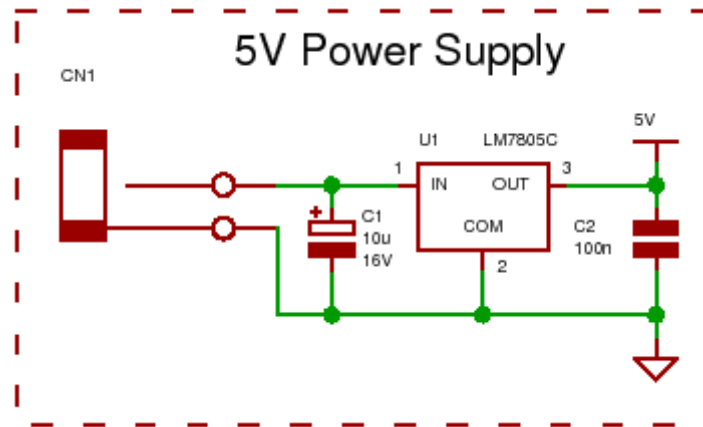 5V Power Supply
CN1
U1 LM7805C
5V
1
3
IN OUT
+
C1
10u
16V
COM
C2
100n
2